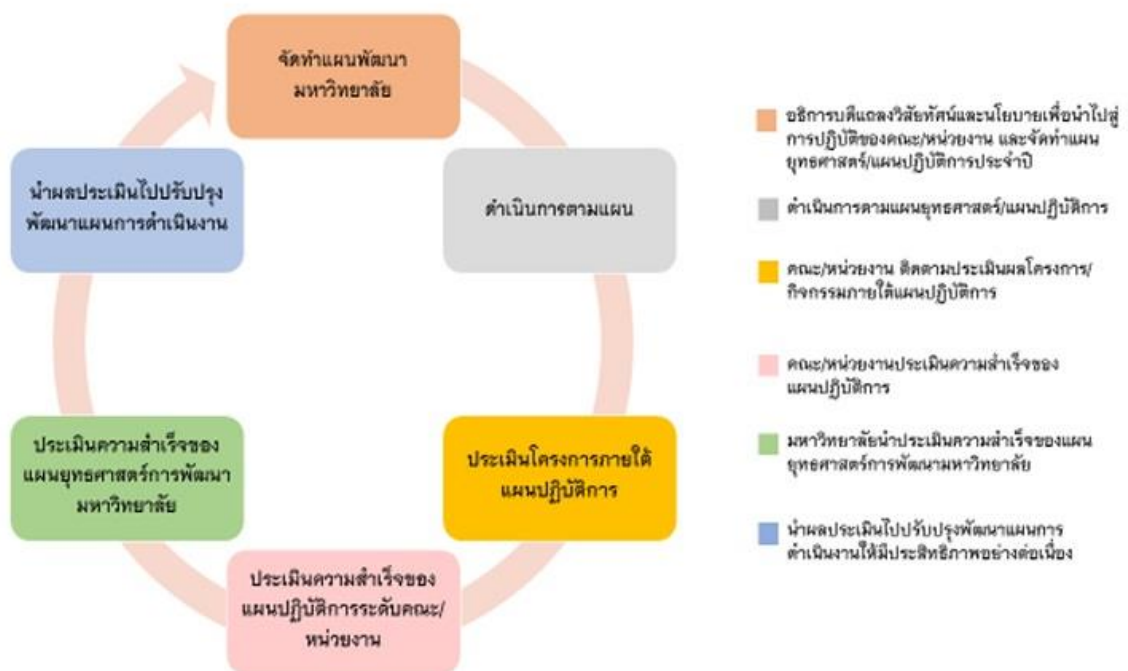 จัดทำแผนพัฒนา
มหาวิทยาลัย
ดำเนินการตามแผน
ประเมินโครงการภายใต้
แผนปฏิบัติการ
ประเมินความสำเร็จของ
แผนปฏิบัติการระดับคณะ/
หน่วยงาน
ประเมินความสำเร็จของ
แผนยุทธศาสตร์การพัฒนา
มหาวิทยาลัย
นำผลประเมินไปปรับปรุง
พัฒนาแผนการดำเนินงาน
อธิการบดีแถลงวิสัยทัศน์และนโยบายเพื่อนำไปสู่
การปฏิบัติของคณะ/หน่วยงาน และจัดทำแผน
ยุทธศาสตร์/แผนปฏิบัติการประจำปี
ดำเนินการตามแผนยุทธศาสตร์/แผนปฏิบัติการ
คณะ/หน่วยงาน ติดตามประเมินผลโครงการ/
กิจกรรมภายใต้แผนปฏิบัติการ
คณะ/หน่วยงานประเมินความสำเร็จของ
แผนปฏิบัติการ
มหาวิทยาลัยนำประเมินความสำเร็จของแผน
ยุทธศาสตร์การพัฒนามหาวิทยาลัย
นำผลประเมินไปปรับปรุงพัฒนาแผนการ
ดำเนินงานให้มีประสิทธิภาพอย่างต่อเนื่อง